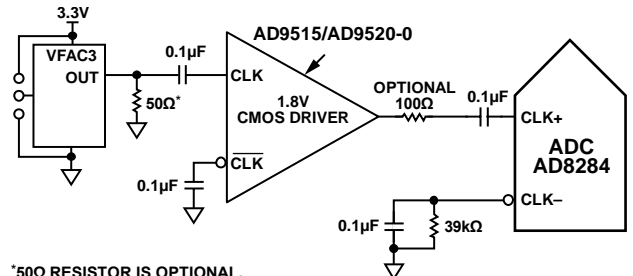 3.3V
VFAC3
OUT
0.1µF
50Ω*
AD9515/AD9520-0
CLK
1.8V
CMOS DRIVER
CLK
0.1µF
OPTIONAL
100Ω
0.1µF
CLK+
ADC
AD8284
CLK–
0.1µF
39kΩ
*50Ω RESISTOR IS OPTIONAL.